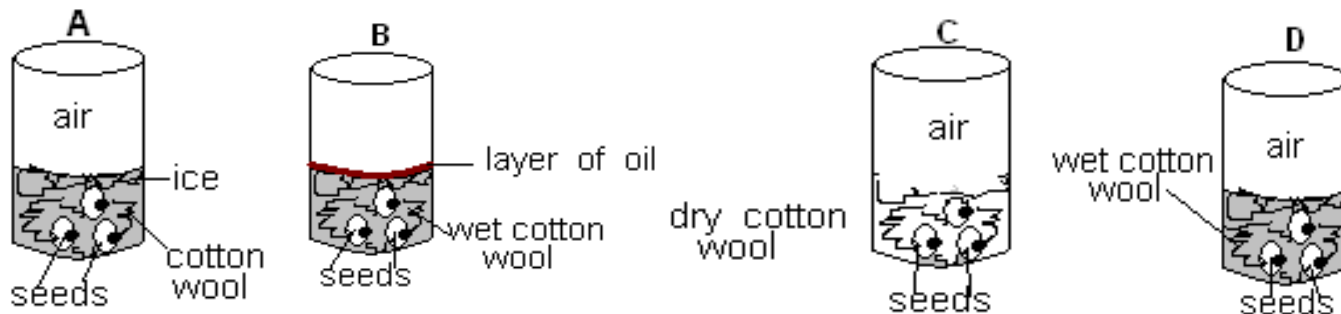 A
air
ice
cotton
wool
seeds
B
layer of oil
wet cotton
wool
seeds
C
air
dry cotton
wool
seeds
D
air
wet cotton
wool
seeds